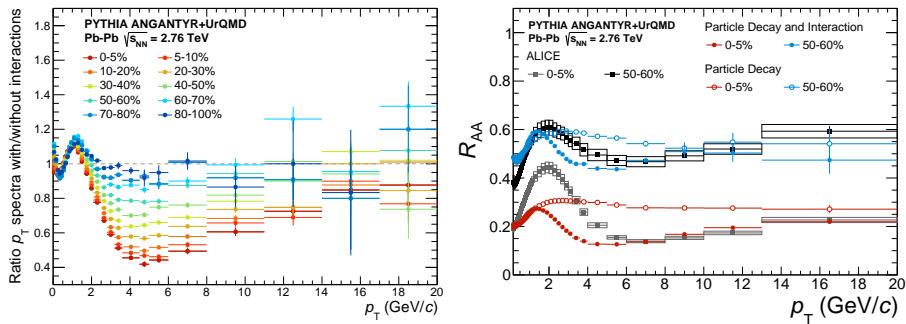 PYTHIA ANGANTYR+UrQMD
Pb-Pb √sNN = 2.76 TeV
0-5% 5-10%
10-20% 20-30%
30-40% 40-50%
50-60% 60-70%
70-80% 80-100%
Ratio pT spectra with/without interactions
1.4
1.2
1.0
0.8
0.6
0.4
0 2 4 6 8 10 12 14 16 18 20
pT (GeV/c)
PYTHIA ANGANTYR+UrQMD
Pb-Pb √sNN = 2.76 TeV
ALICE
0-5% 50-60%
Particle Decay and Interaction
0-5% 50-60%
Particle Decay
0-5% 50-60%
RAA
1
0.8
0.6
0.4
0.2
0
0 2 4 6 8 10 12 14 16 18 20
pT (GeV/c)